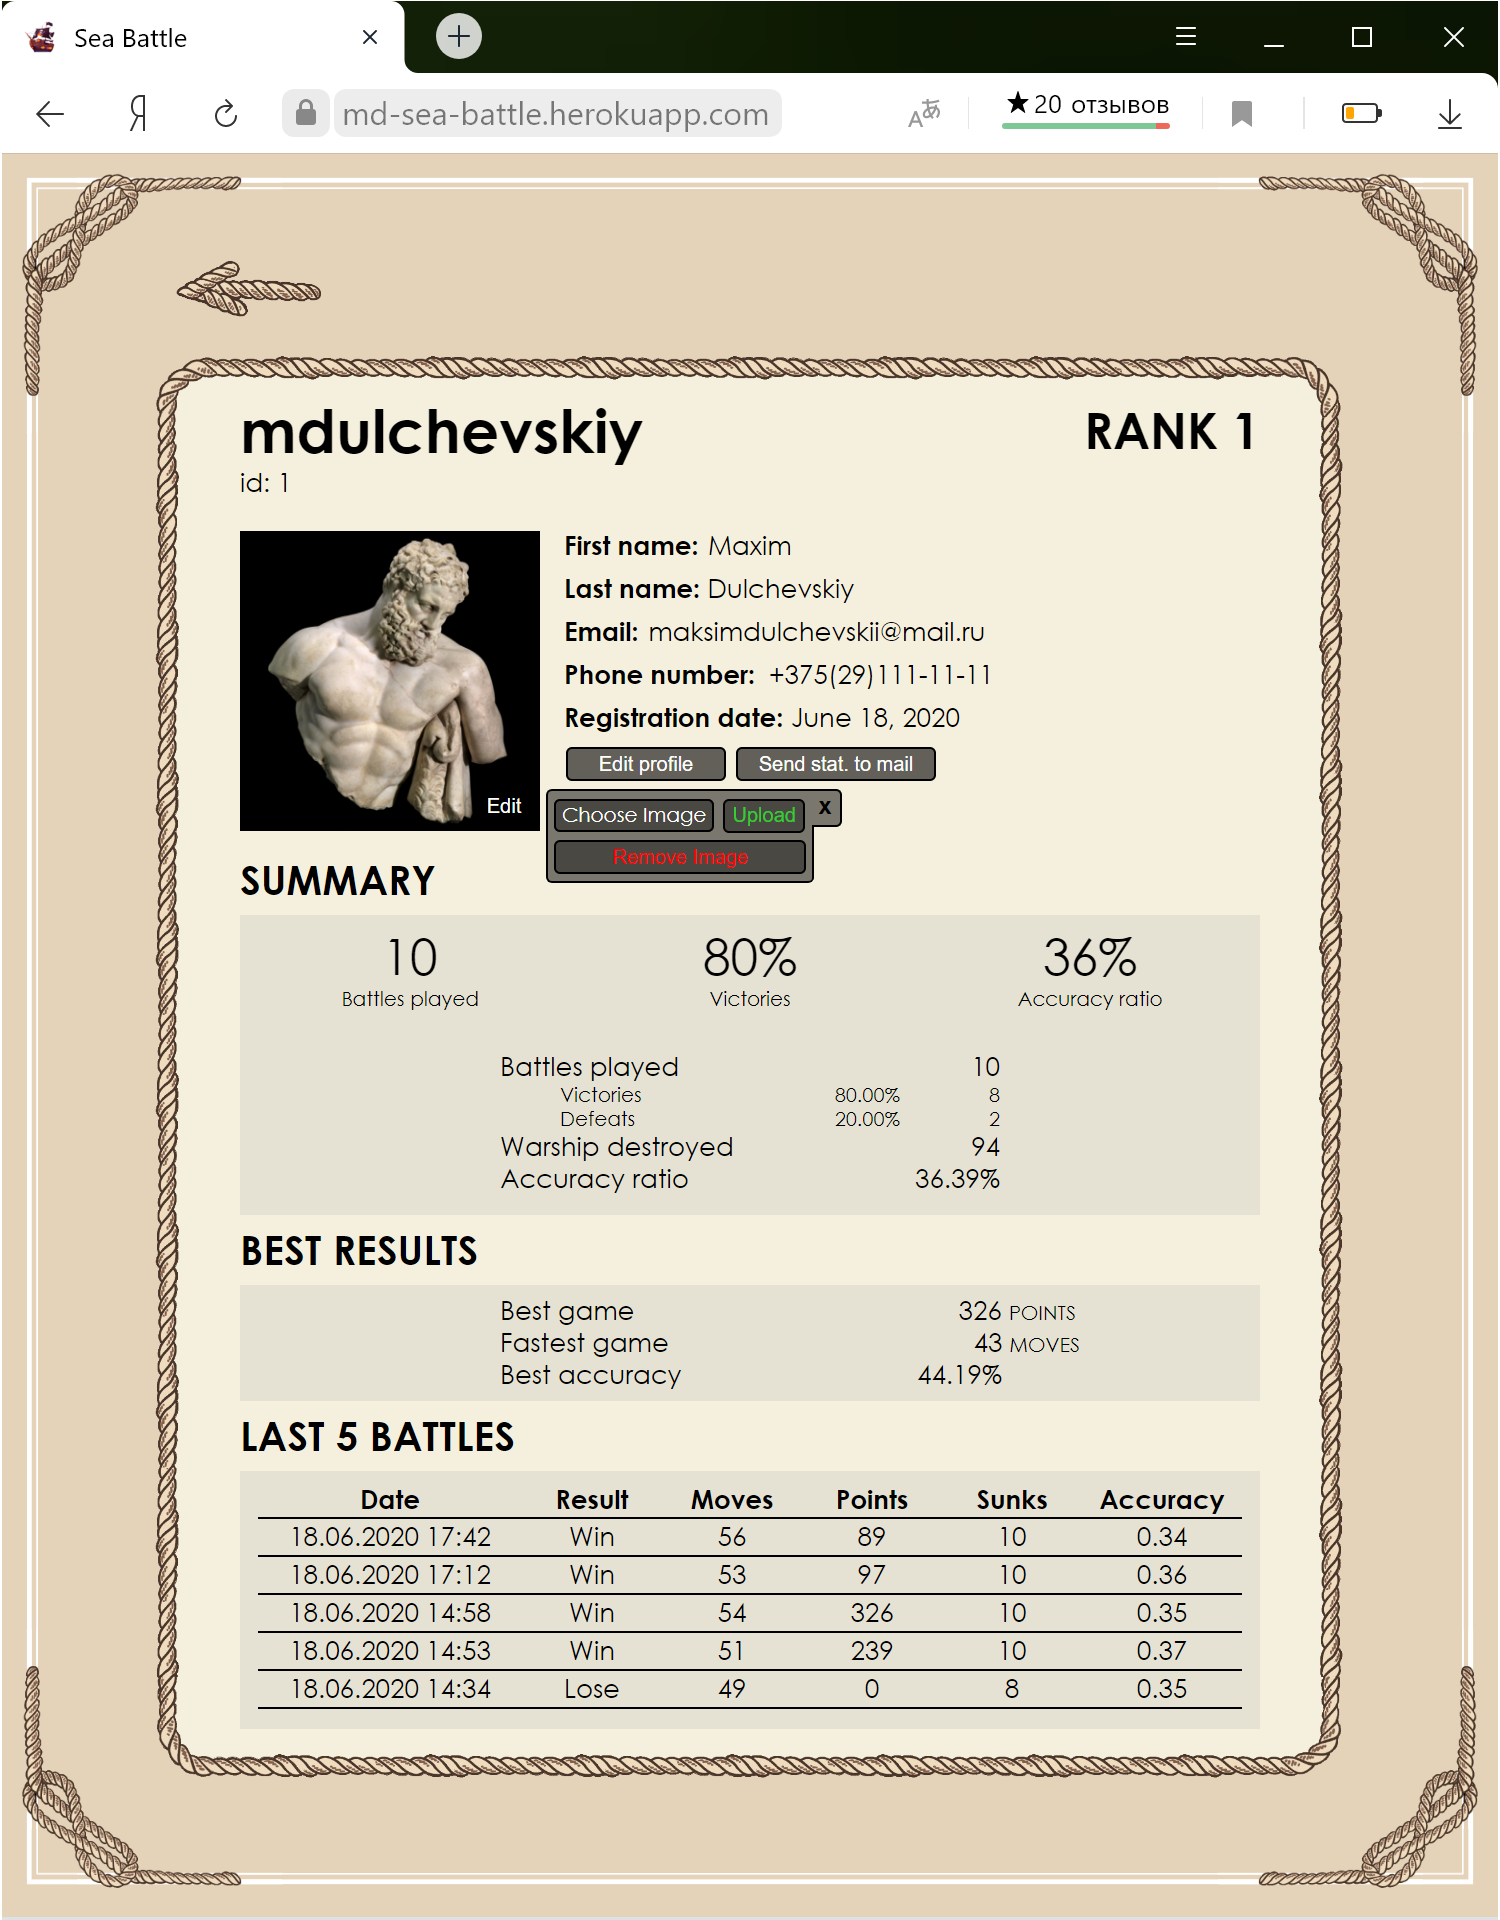 Sea Battle
md-sea-battle.herokuapp.com
★20 отзывов
mdulchevskiy
RANK 1
id: 1
First name: Maxim
Last name: Dulchevskiy
Email: maksimdulchevskii@mail.ru
Phone number: +375(29)111-11-11
Registration date: June 18, 2020
Edit profile
Send stat. to mail
Edit
Choose Image
Upload
x
Remove Image
SUMMARY
10
80%
36%
Battles played
Victories
Accuracy ratio
Battles played 10
Victories 80.00% 8
Defeats 20.00% 2
Warship destroyed 94
Accuracy ratio 36.39%
BEST RESULTS
Best game 326 POINTS
Fastest game 43 MOVES
Best accuracy 44.19%
LAST 5 BATTLES
Date Result Moves Points Sunks Accuracy
18.06.2020 17:42 Win 56 89 10 0.34
18.06.2020 17:12 Win 53 97 10 0.36
18.06.2020 14:58 Win 54 326 10 0.35
18.06.2020 14:53 Win 51 239 10 0.37
18.06.2020 14:34 Lose 49 0 8 0.35